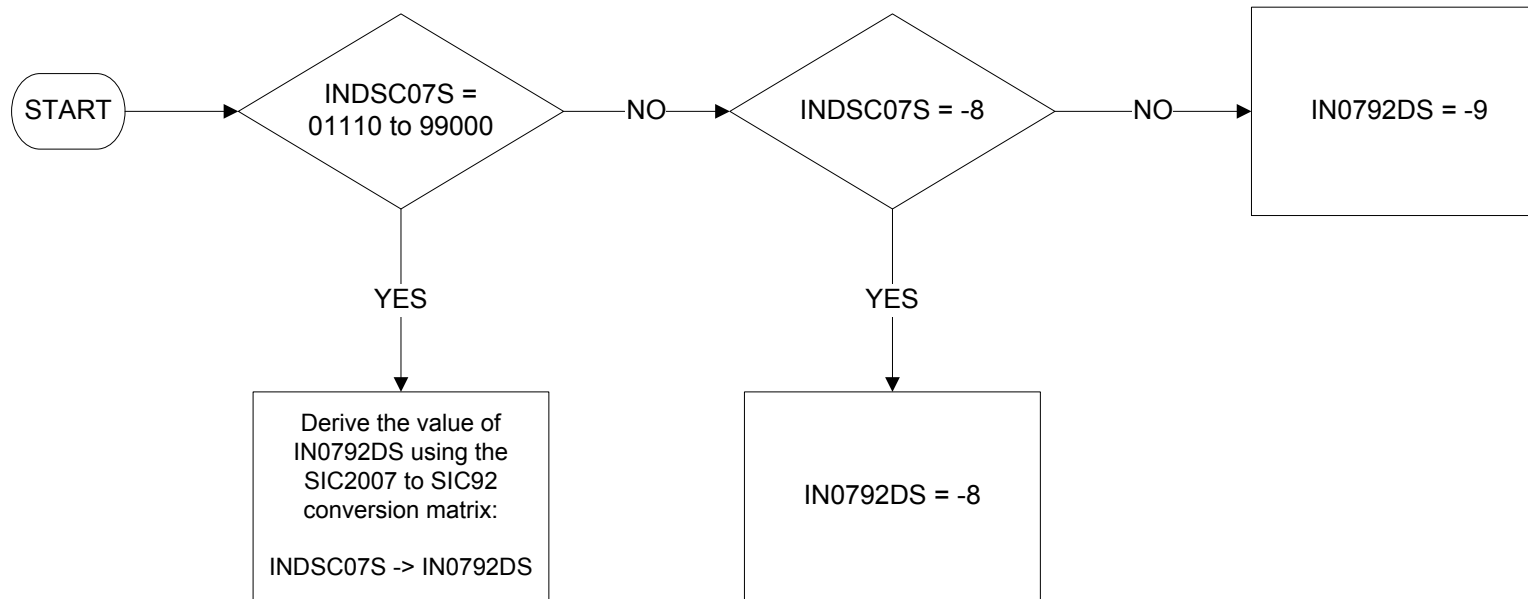 START
INDSC07S =
01110 to 99000
NO
INDSC07S = -8
NO
IN0792DS = -9
YES
YES
Derive the value of
IN0792DS using the
SIC2007 to SIC92
conversion matrix:
INDSC07S -> IN0792DS
IN0792DS = -8